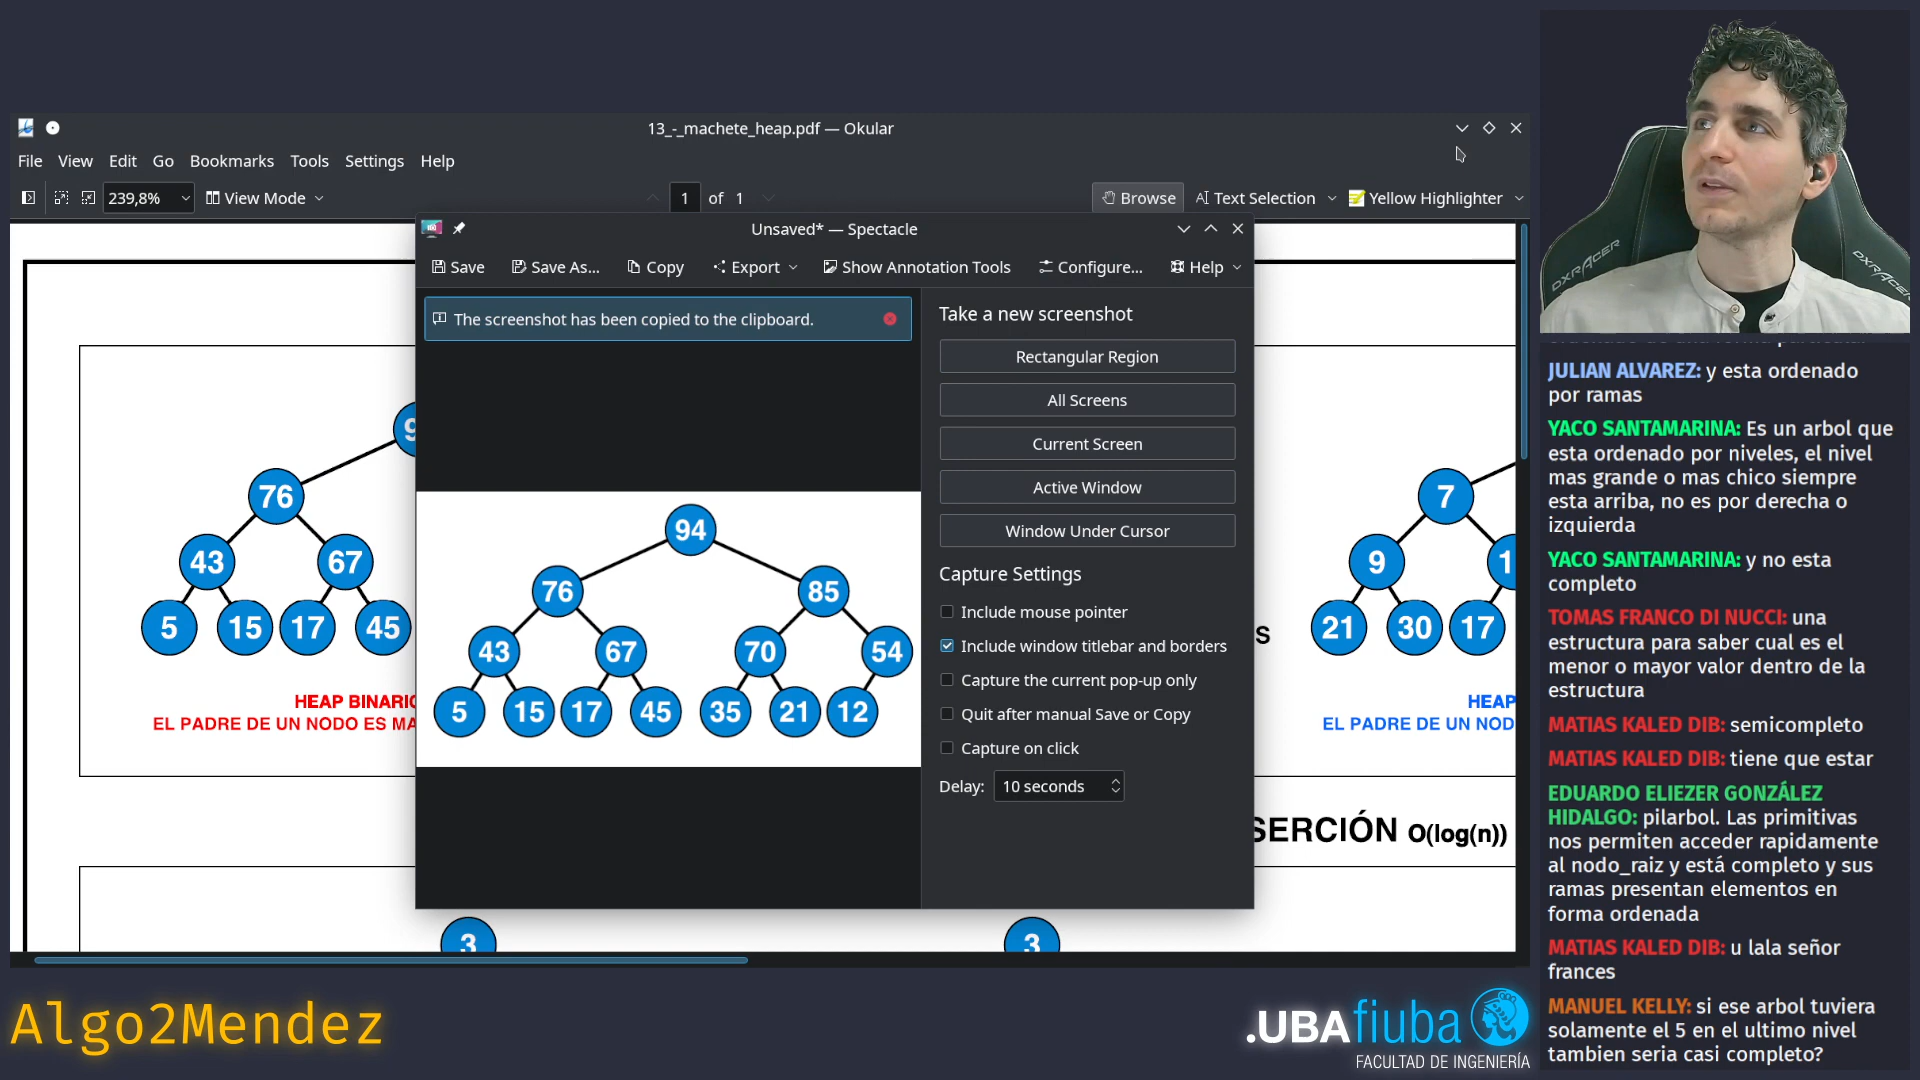 13_-_machete_heap.pdf — Okular
File View Edit Go Bookmarks Tools Settings Help
239,8% View Mode 1 of 1 Browse Text Selection Yellow Highlighter
Unsaved* — Spectacle
Save Save As... Copy Export Show Annotation Tools Configure... Help
The screenshot has been copied to the clipboard.
Take a new screenshot
Rectangular Region
All Screens
Current Screen
Active Window
Window Under Cursor
Capture Settings
Include mouse pointer
Include window titlebar and borders
Capture the current pop-up only
Quit after manual Save or Copy
Capture on click
Delay: 10 seconds
94
76 85
43 67 70 54
5 15 17 45 35 21 12
9
76
43 67
5 15 17 45
HEAP BINARIO
EL PADRE DE UN NODO ES MA
7
9 1
21 30 17
S
HEAP
EL PADRE DE UN NOD
SERCIÓN O(log(n))
3 3
DXRACER
DXRACER
JULIAN ALVAREZ: y esta ordenado
por ramas
YACO SANTAMARINA: Es un arbol que
esta ordenado por niveles, el nivel
mas grande o mas chico siempre
esta arriba, no es por derecha o
izquierda
YACO SANTAMARINA: y no esta
completo
TOMAS FRANCO DI NUCCI: una
estructura para saber cual es el
menor o mayor valor dentro de la
estructura
MATIAS KALED DIB: semicompleto
MATIAS KALED DIB: tiene que estar
EDUARDO ELIEZER GONZÁLEZ
HIDALGO: pilarbol. Las primitivas
nos permiten acceder rapidamente
al nodo_raiz y está completo y sus
ramas presentan elementos en
forma ordenada
MATIAS KALED DIB: u lala señor
frances
MANUEL KELLY: si ese arbol tuviera
solamente el 5 en el ultimo nivel
tambien seria casi completo?
Algo2Mendez
.UBAfiuba
FACULTAD DE INGENIERÍA